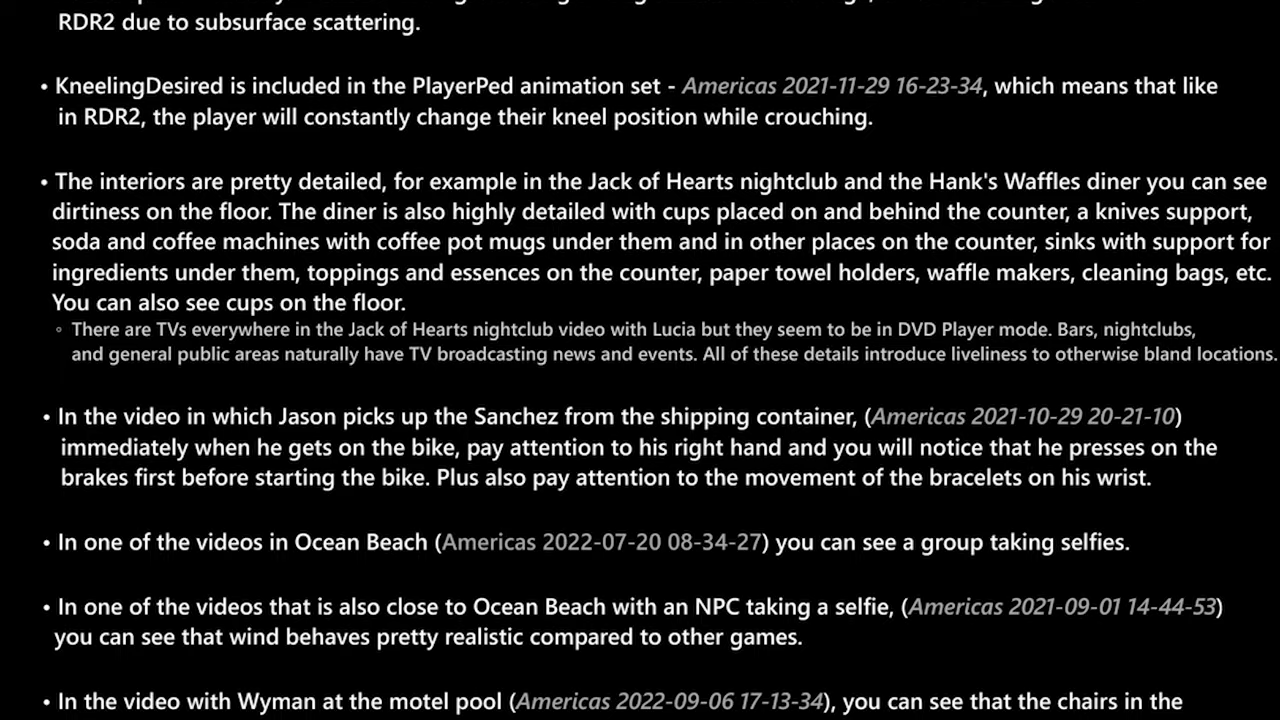 RDR2 due to subsurface scattering.
• KneelingDesired is included in the PlayerPed animation set - Americas 2021-11-29 16-23-34, which means that like
in RDR2, the player will constantly change their kneel position while crouching.
• The interiors are pretty detailed, for example in the Jack of Hearts nightclub and the Hank's Waffles diner you can see
dirtiness on the floor. The diner is also highly detailed with cups placed on and behind the counter, a knives support,
soda and coffee machines with coffee pot mugs under them and in other places on the counter, sinks with support for
ingredients under them, toppings and essences on the counter, paper towel holders, waffle makers, cleaning bags, etc.
You can also see cups on the floor.
◦ There are TVs everywhere in the Jack of Hearts nightclub video with Lucia but they seem to be in DVD Player mode. Bars, nightclubs,
and general public areas naturally have TV broadcasting news and events. All of these details introduce liveliness to otherwise bland locations.
• In the video in which Jason picks up the Sanchez from the shipping container, (Americas 2021-10-29 20-21-10)
immediately when he gets on the bike, pay attention to his right hand and you will notice that he presses on the
brakes first before starting the bike. Plus also pay attention to the movement of the bracelets on his wrist.
• In one of the videos in Ocean Beach (Americas 2022-07-20 08-34-27) you can see a group taking selfies.
• In one of the videos that is also close to Ocean Beach with an NPC taking a selfie, (Americas 2021-09-01 14-44-53)
you can see that wind behaves pretty realistic compared to other games.
• In the video with Wyman at the motel pool (Americas 2022-09-06 17-13-34), you can see that the chairs in the